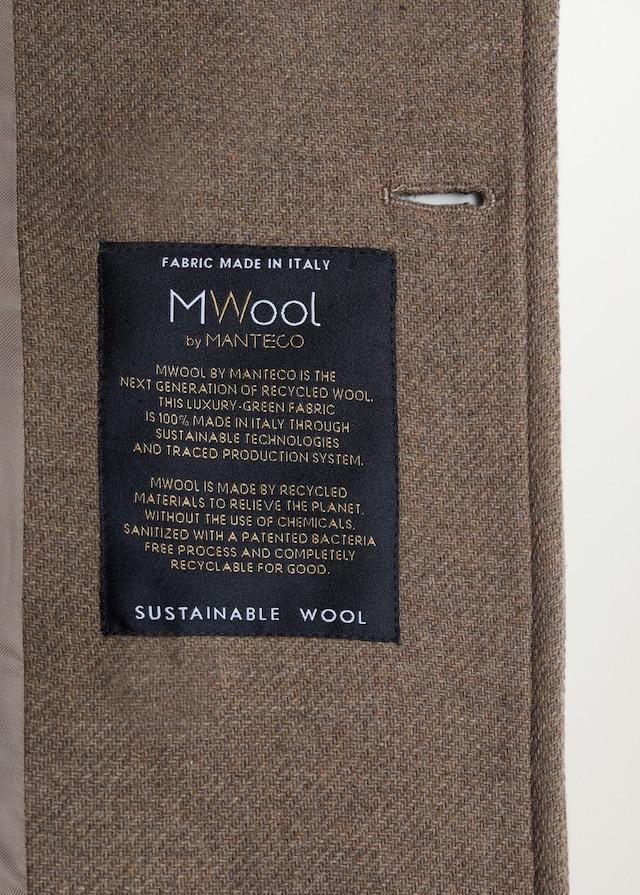 FABRIC MADE IN ITALY
MWool
by MANTECO
MWOOL BY MANTECO IS THE
NEXT GENERATION OF RECYCLED WOOL.
THIS LUXURY-GREEN FABRIC
IS 100% MADE IN ITALY THROUGH
SUSTAINABLE TECHNOLOGIES
AND TRACED PRODUCTION SYSTEM.
MWOOL IS MADE BY RECYCLED
MATERIALS TO RELIEVE THE PLANET,
WITHOUT THE USE OF CHEMICALS,
SANITIZED WITH A PATENTED BACTERIA
FREE PROCESS AND COMPLETELY
RECYCLABLE FOR GOOD.
SUSTAINABLE WOOL